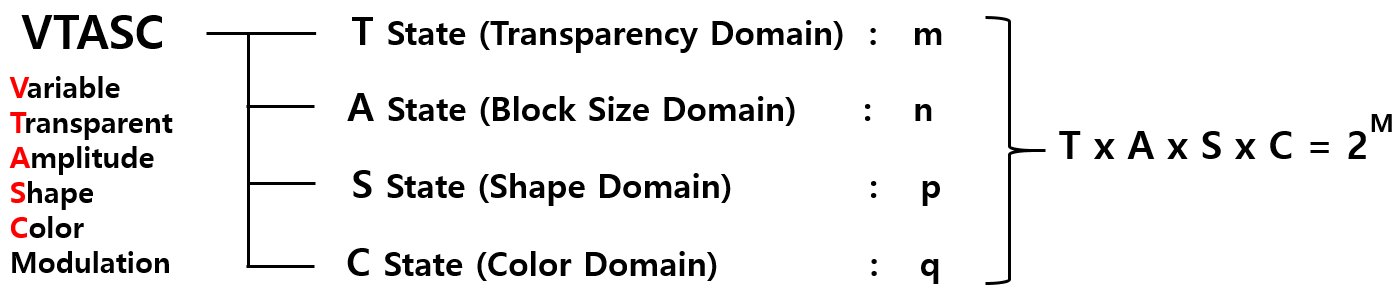 VTASC
Variable
Transparent
Amplitude
Shape
Color
Modulation
T State (Transparency Domain) : m
A State (Block Size Domain) : n
S State (Shape Domain) : p
C State (Color Domain) : q
T x A x S x C = 2^M